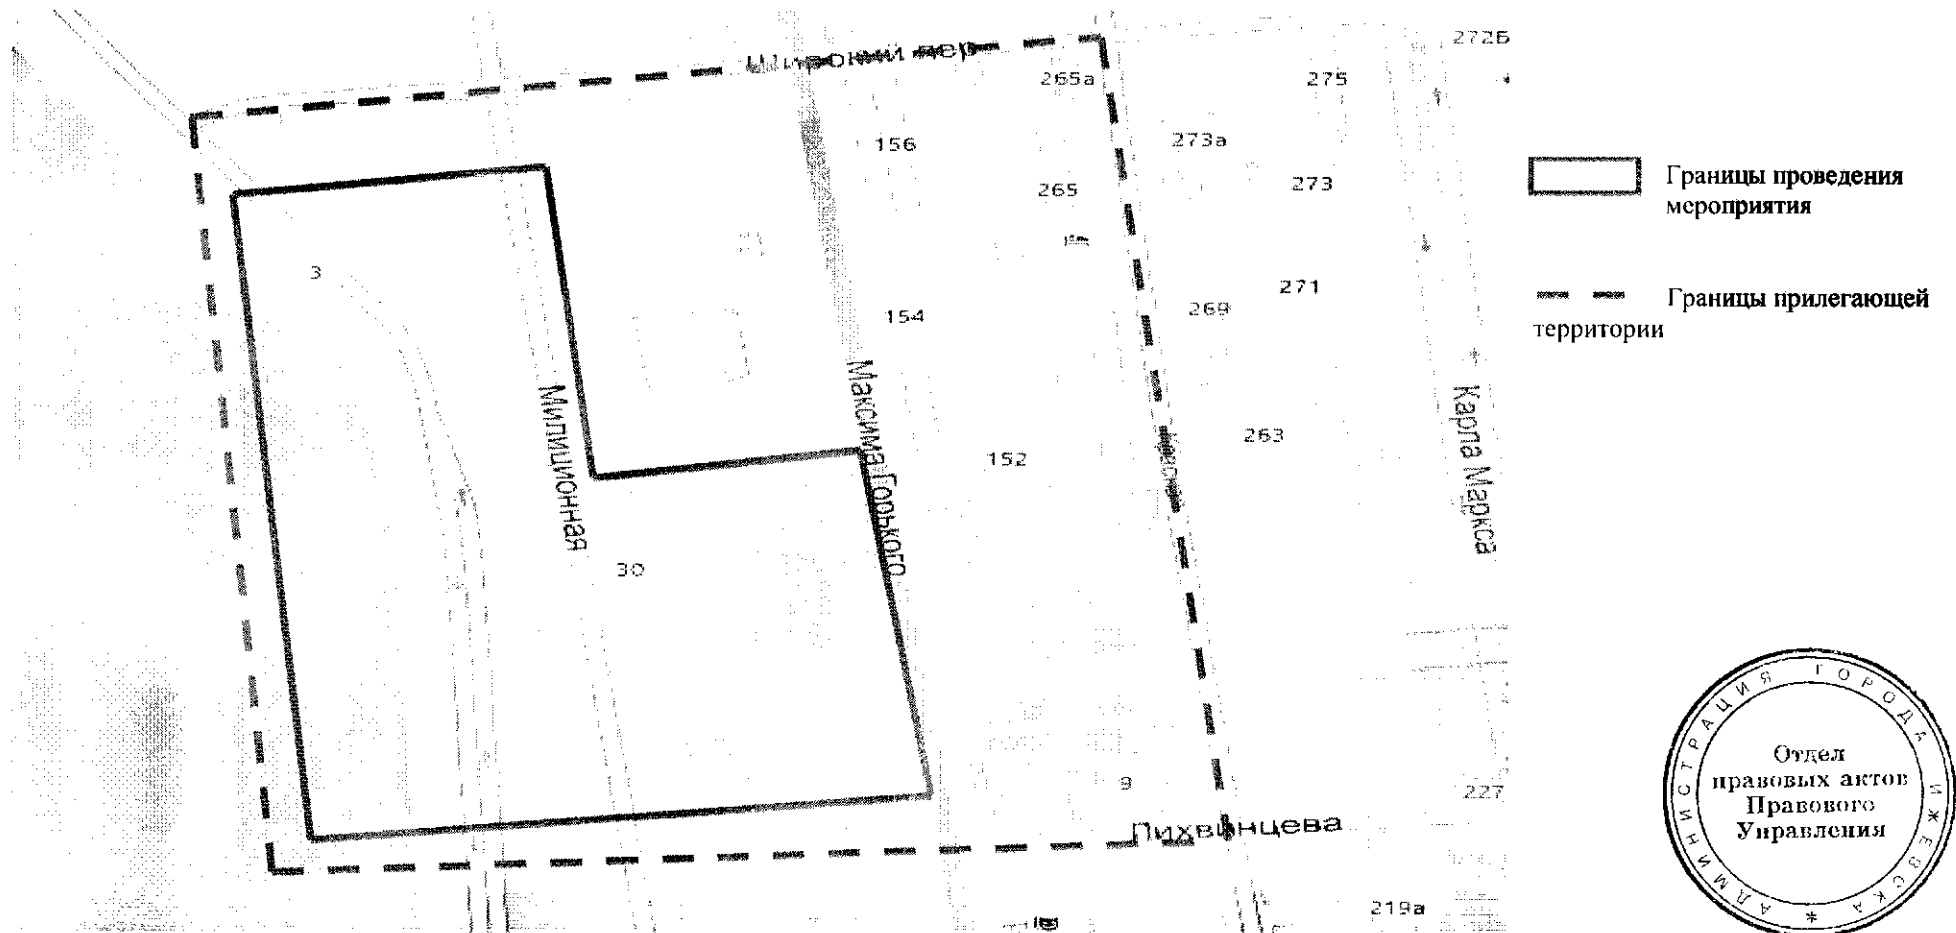 Широкий пер
272Б
265а
275
156
273а
265
273
3
271
154
269
Милиционная
Максима Горького
263
152
Карла Маркса
30
9
227
Лихвинцева
219а
Границы проведения
мероприятия
Границы прилегающей
территории
АДМИНИСТРАЦИЯ ГОРОДА ИЖЕВСКА *
Отдел
правовых актов
Правового
Управления